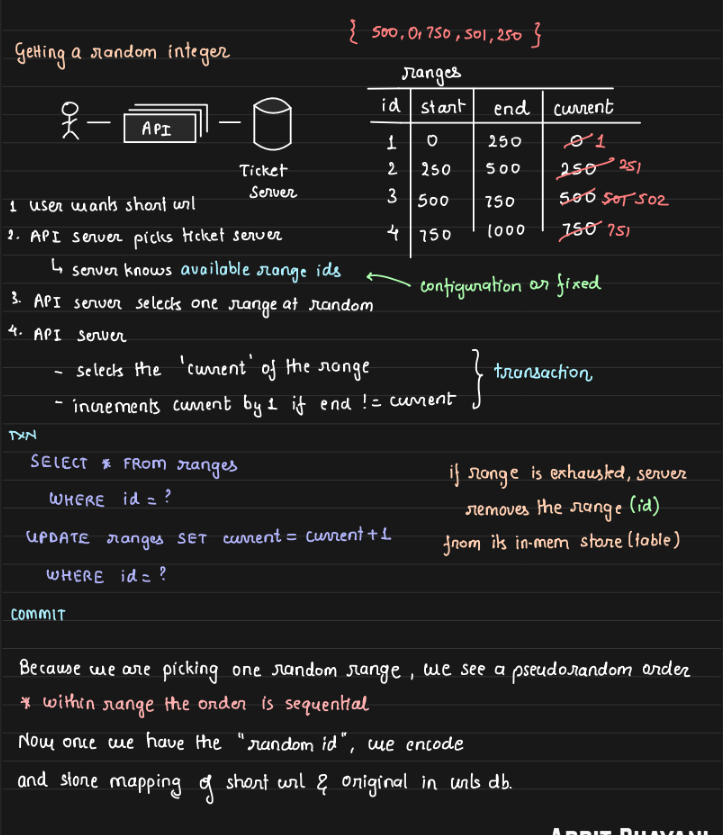 { 500, 0, 750, 501, 250 }
Getting a random integer
ranges
id start end current
1 0 250 0 1
2 250 500 250 251
3 500 750 500 501 502
4 750 1000 750 751
API
Ticket
Server
1 user wants short url
2. API server picks ticket server
↳ server knows available range ids
← configuration or fixed
3. API server selects one range at random
4. API server
- selects the 'current' of the range
- increments current by 1 if end != current
} transaction
TXN
SELECT * FROM ranges
WHERE id = ?
UPDATE ranges SET current = current + 1
WHERE id = ?
COMMIT
if range is exhausted, server
removes the range (id)
from its in-mem store (table)
Because we are picking one random range, we see a pseudorandom order
* within range the order is sequential
Now once we have the "random id", we encode
and store mapping of short url & original in urls db.
ARPIT BHAYANI